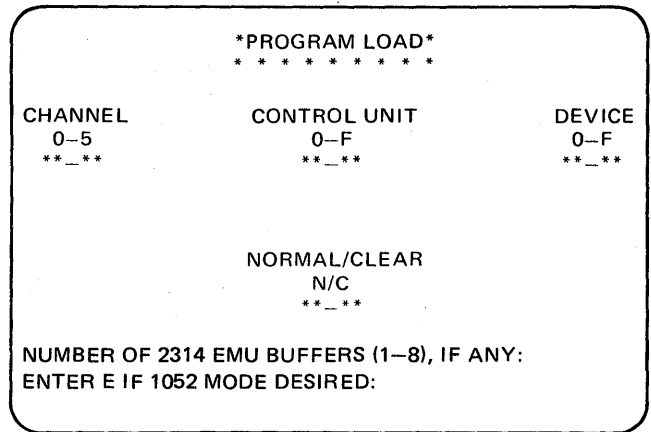 *PROGRAM LOAD*
* * * * * * * * *
CHANNEL CONTROL UNIT DEVICE
0–5 0–F 0–F
**_** **_** **_**
NORMAL/CLEAR
N/C
**_**
NUMBER OF 2314 EMU BUFFERS (1–8), IF ANY:
ENTER E IF 1052 MODE DESIRED: